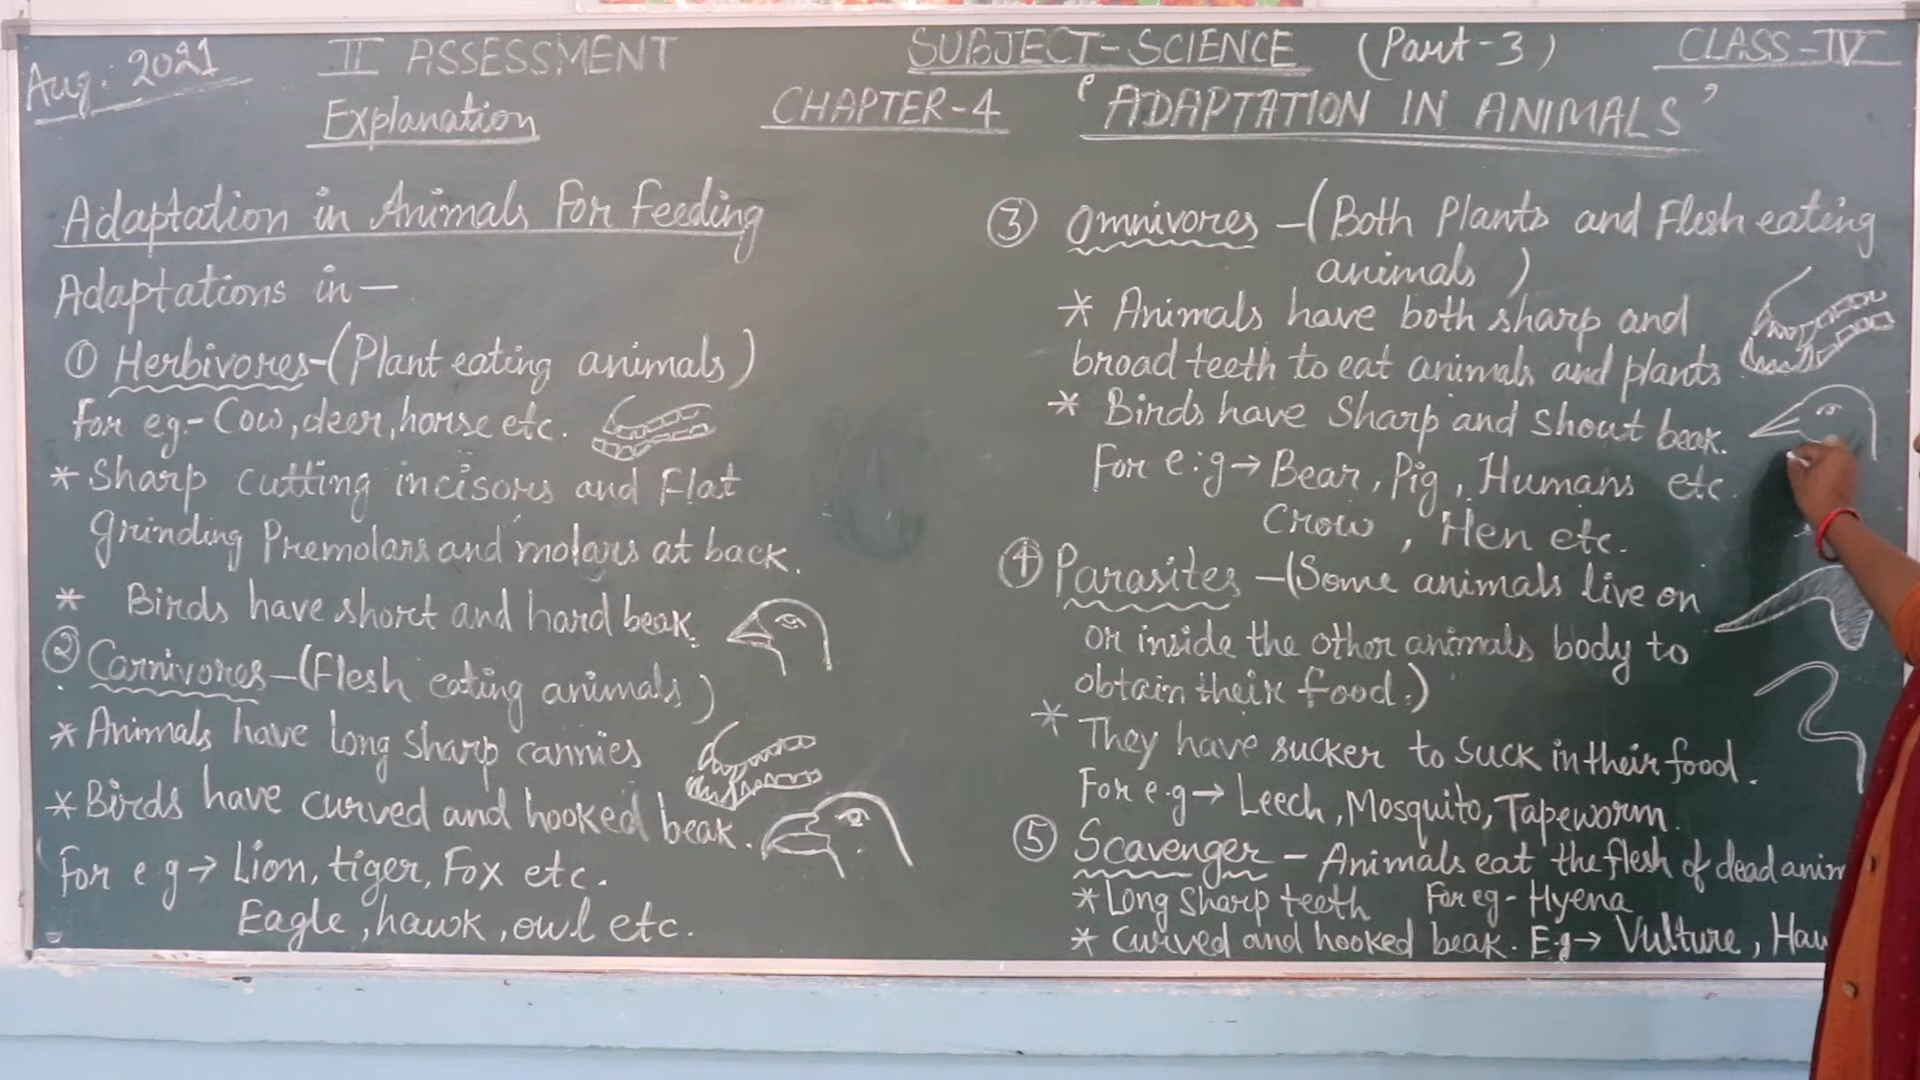 Aug. 2021
II ASSESSMENT
SUBJECT-SCIENCE (Part-3)
CLASS-IV
Explanation
CHAPTER-4 'ADAPTATION IN ANIMALS'
Adaptation in Animals For Feeding
Adaptations in—
① Herbivores-(Plant eating animals)
For eg.- Cow, deer, horse etc.
* Sharp cutting incisors and Flat
grinding Premolars and molars at back.
* Birds have short and hard beak.
② Carnivores-(Flesh eating animals)
* Animals have long sharp cannies
* Birds have curved and hooked beak.
For e.g → Lion, tiger, Fox etc.
Eagle, hawk, owl etc.
③ Omnivores -(Both Plants and Flesh eating
animals)
* Animals have both sharp and
broad teeth to eat animals and plants
* Birds have Sharp and Shout beak.
For e.g → Bear, Pig, Humans etc.
Crow, Hen etc.
④ Parasites -(Some animals live on
or inside the other animals body to
obtain their food.)
* They have sucker to suck in their food.
For e.g → Leech, Mosquito, Tapeworm.
⑤ Scavenger - Animals eat the flesh of dead anim
* Long Sharp teeth For eg - Hyena
* Curved and hooked beak. E.g → Vulture, Haw